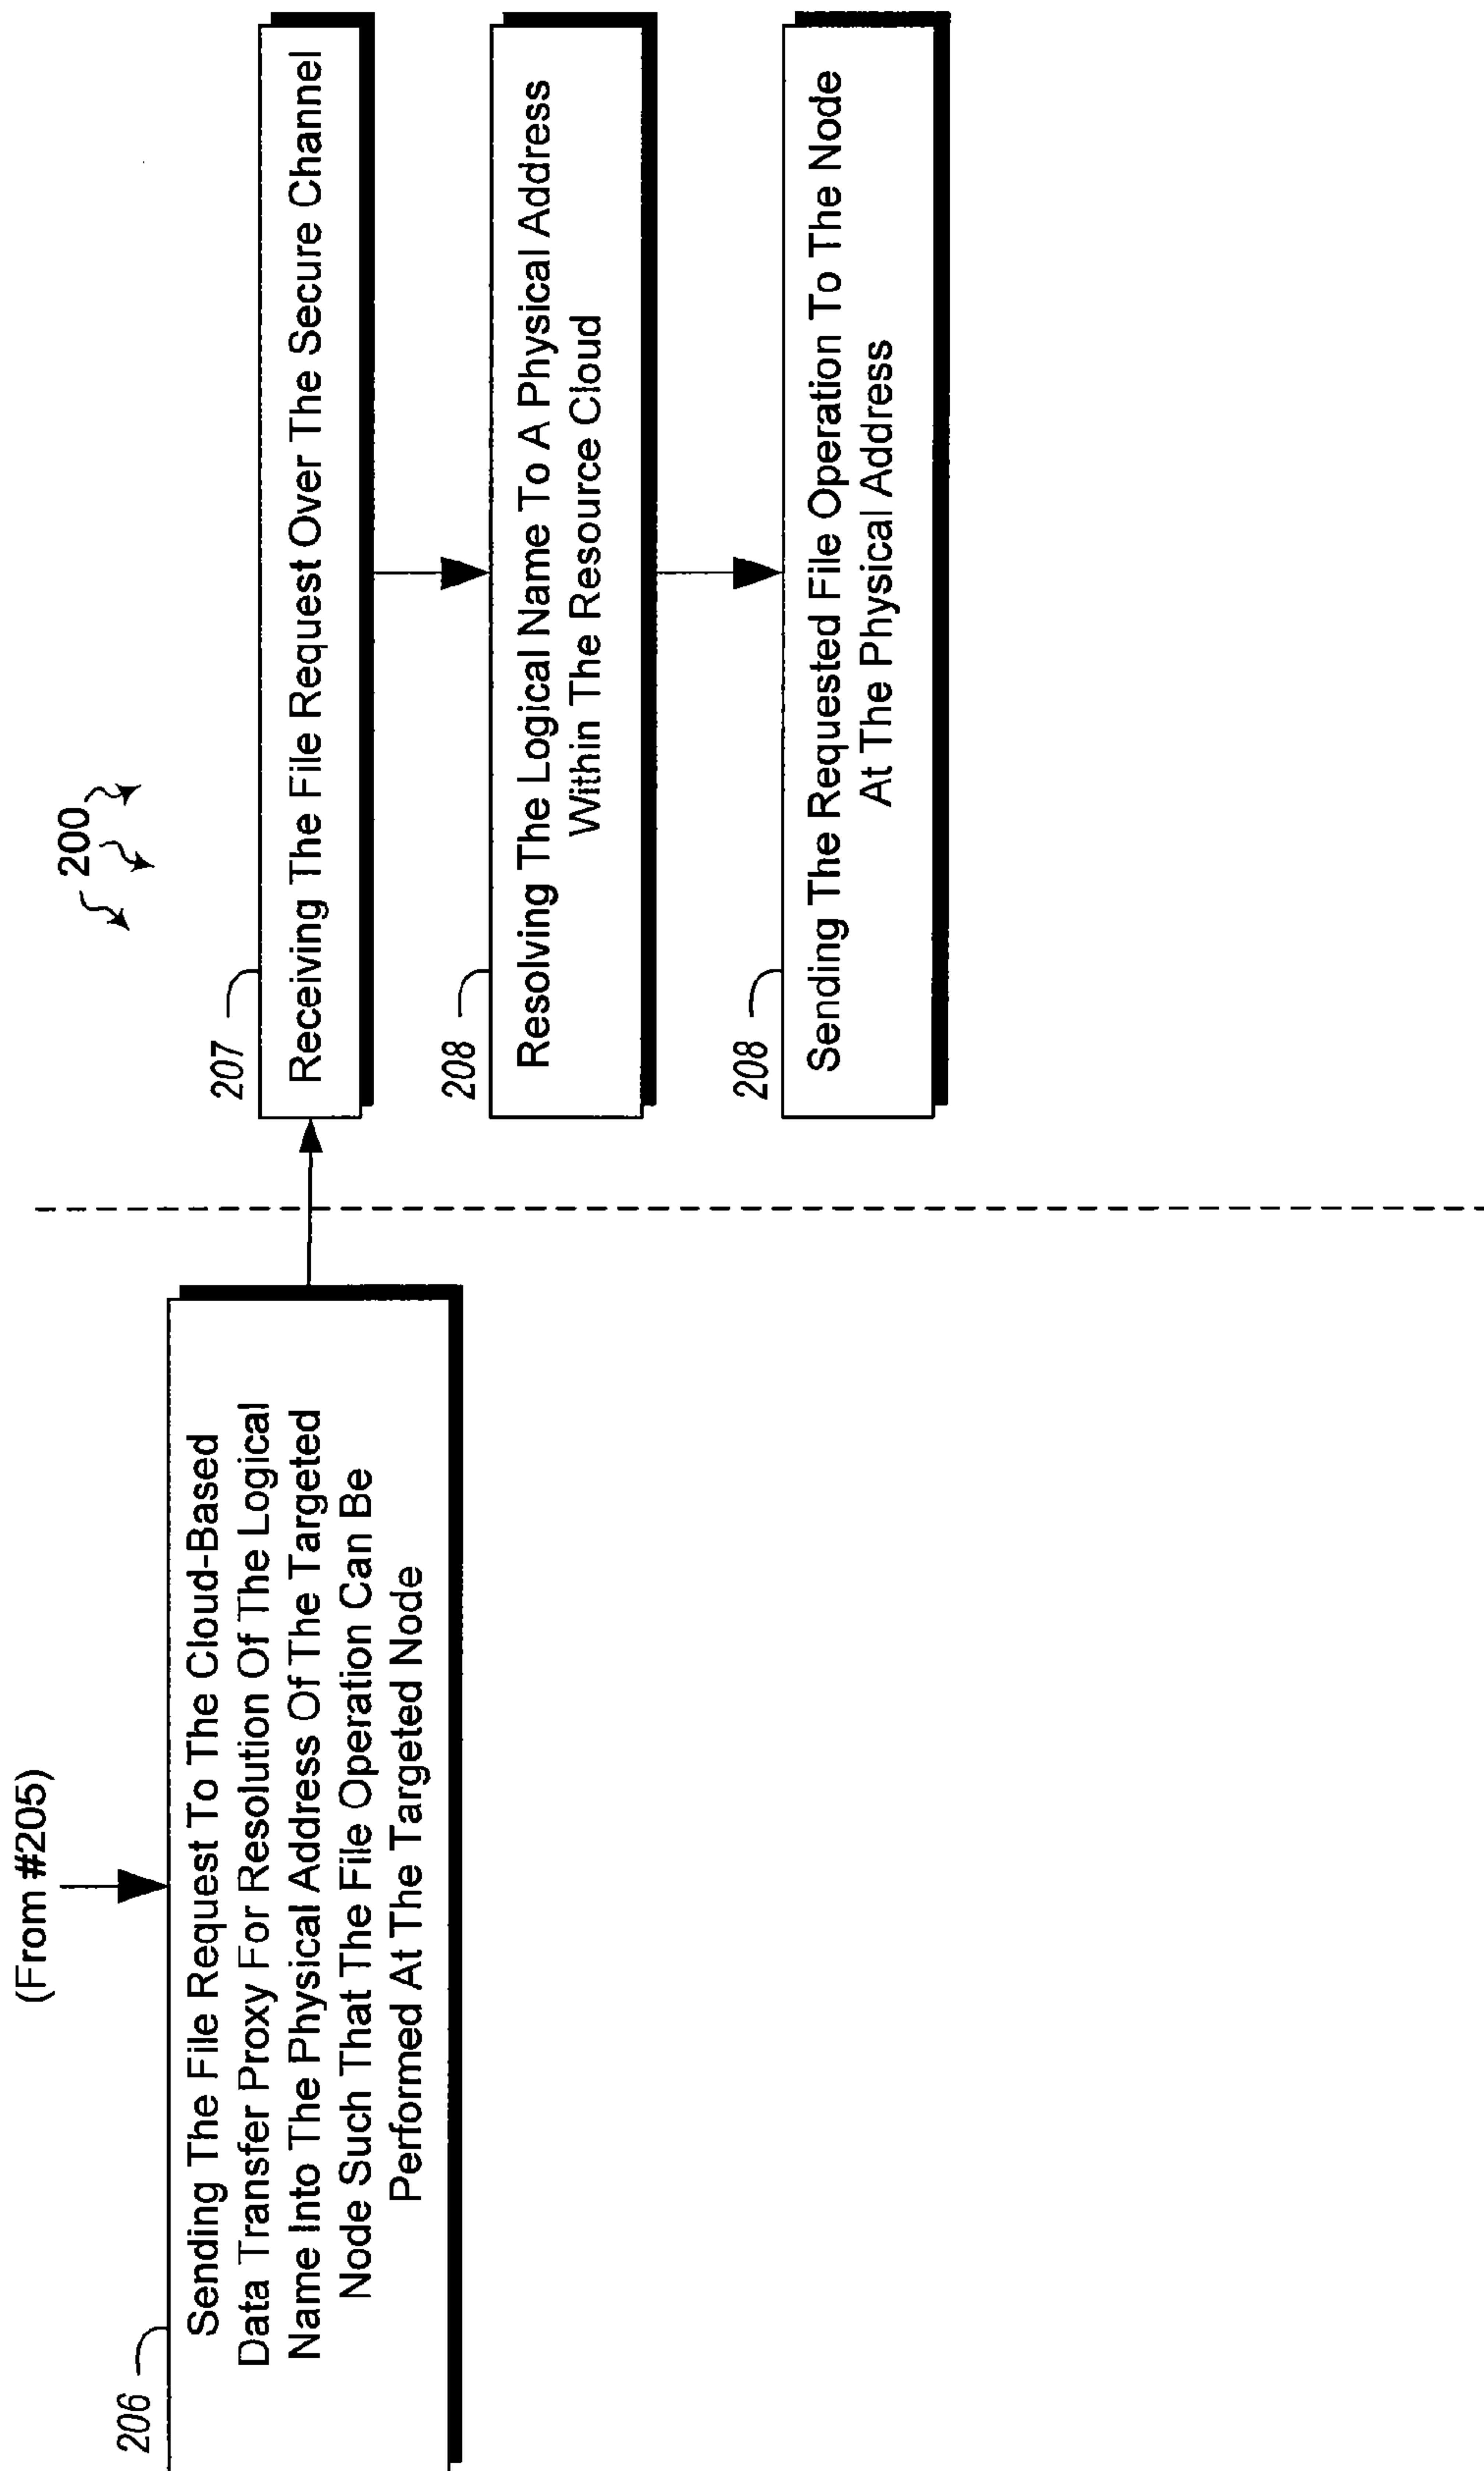 (From #205)
206
Sending The File Request To The Cloud-Based
Data Transfer Proxy For Resolution Of The Logical
Name Into The Physical Address Of The Targeted
Node Such That The File Operation Can Be
Performed At The Targeted Node
200
207
Receiving The File Request Over The Secure Channel
208
Resolving The Logical Name To A Physical Address
Within The Resource Cloud
208
Sending The Requested File Operation To The Node
At The Physical Address